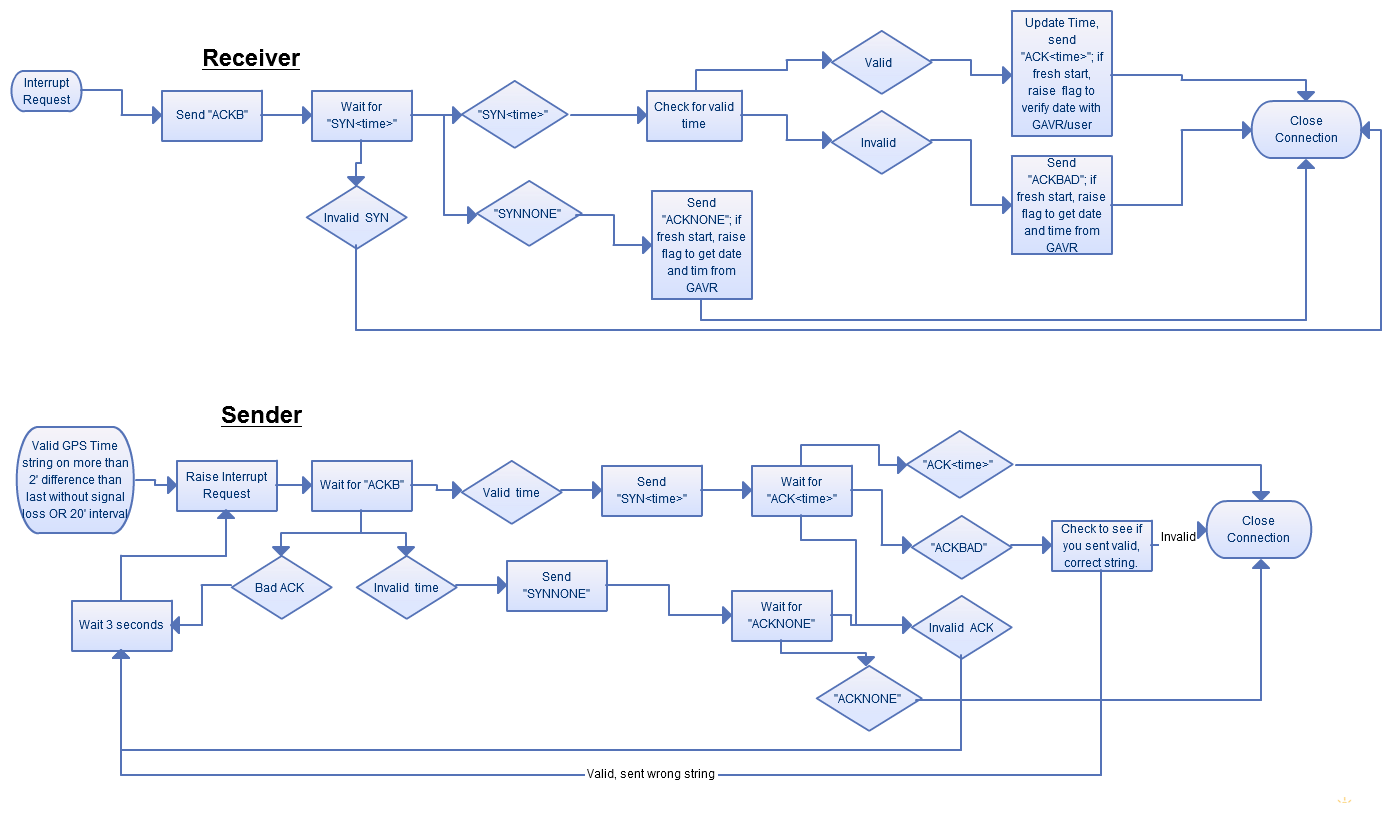 Receiver
Interrupt
Request
Send "ACKB"
Wait for
"SYN<time>"
"SYN<time>"
Check for valid
time
Valid
Update Time,
send
"ACK<time>"; if
fresh start,
raise flag to
verify date with
GAVR/user
Close
Connection
Invalid
Send
"ACKBAD"; if
fresh start, raise
flag to get date
and time from
GAVR
Invalid SYN
"SYNNONE"
Send
"ACKNONE"; if
fresh start, raise
flag to get date
and tim from
GAVR
Sender
Valid GPS Time
string on more than
2' difference than
last without signal
loss OR 20' interval
Raise Interrupt
Request
Wait for "ACKB"
Valid time
Send
"SYN<time>"
Wait for
"ACK<time>"
"ACK<time>"
"ACKBAD"
Check to see if
you sent valid,
correct string.
Invalid
Close
Connection
Bad ACK
Invalid time
Send
"SYNNONE"
Wait for
"ACKNONE"
Invalid ACK
Wait 3 seconds
"ACKNONE"
Valid, sent wrong string